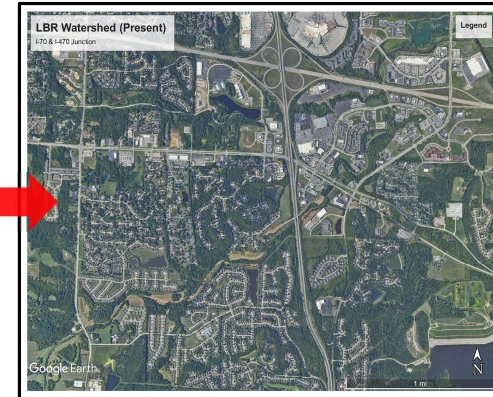 LBR Watershed (Present)
I-70 & I-470 Junction
Legend
Google Earth
N
1 mi